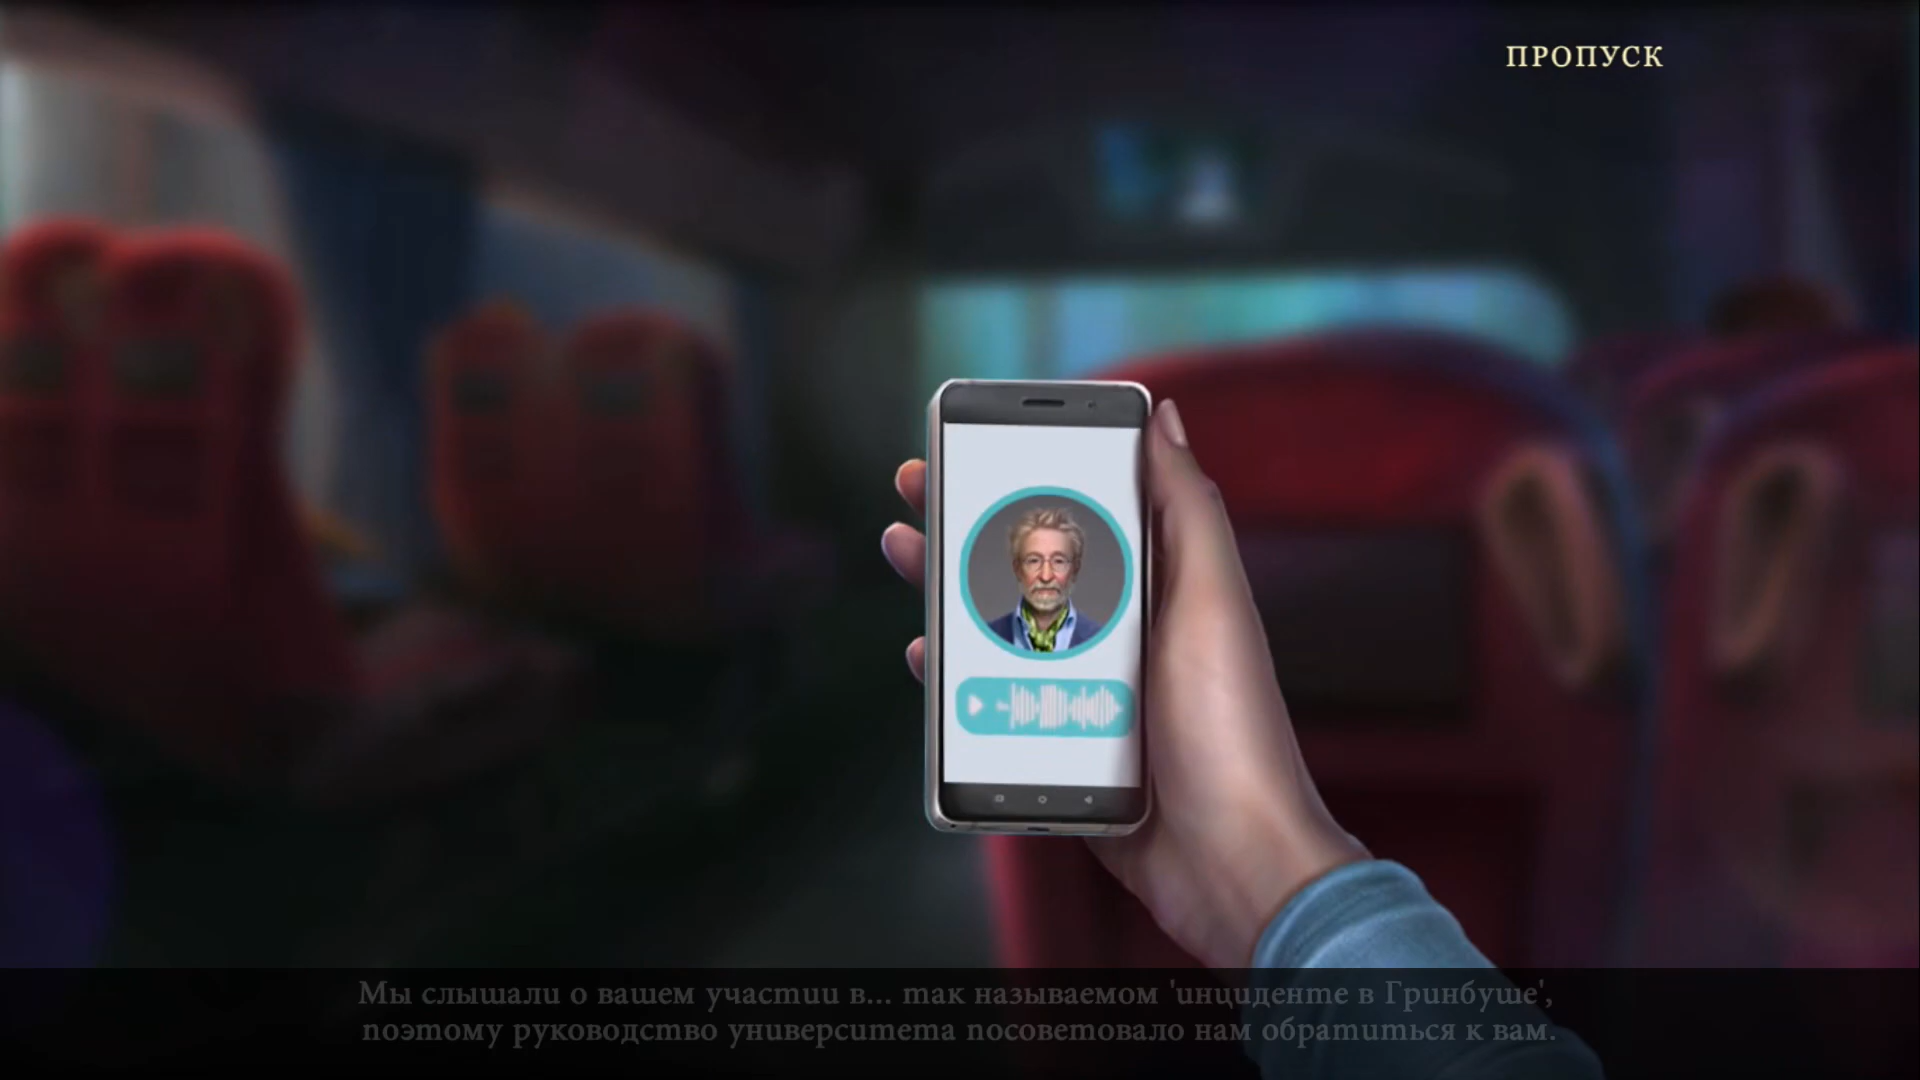 ПРОПУСК
Мы слышали о вашем участии в... так называемом 'инциденте в Гринбуше',
поэтому руководство университета посоветовало нам обратиться к вам.